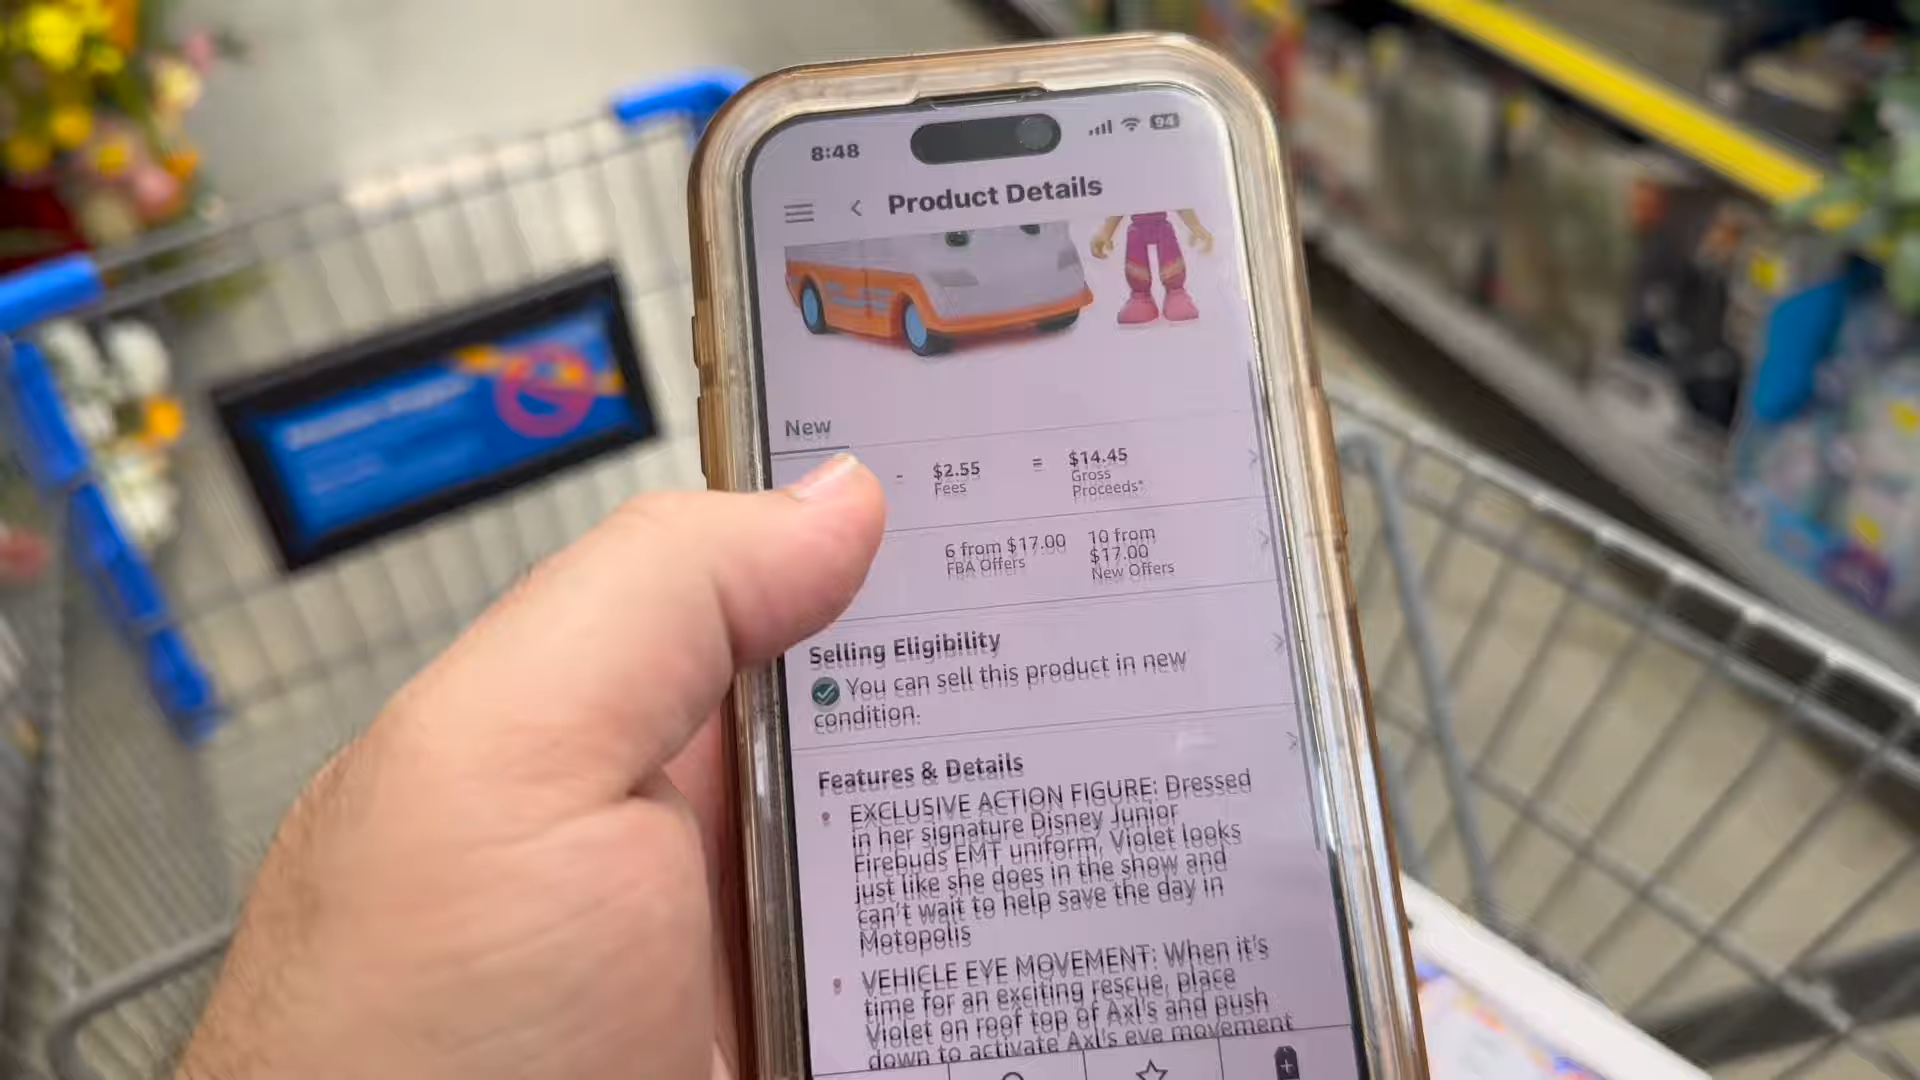 8:48
94
Product Details
New
- $2.55 = $14.45
Fees Gross
Proceeds*
6 from $17.00 10 from
$17.00
FBA Offers New Offers
Selling Eligibility
You can sell this product in new
condition.
Features & Details
EXCLUSIVE ACTION FIGURE: Dressed
in her signature Disney Junior
Firebuds EMT uniform, Violet looks
just like she does in the show and
can't wait to help save the day in
Motopolis
VEHICLE EYE MOVEMENT: When it's
time for an exciting rescue, place
Violet on roof top of Axl's and push
down to activate Axl's eye movement